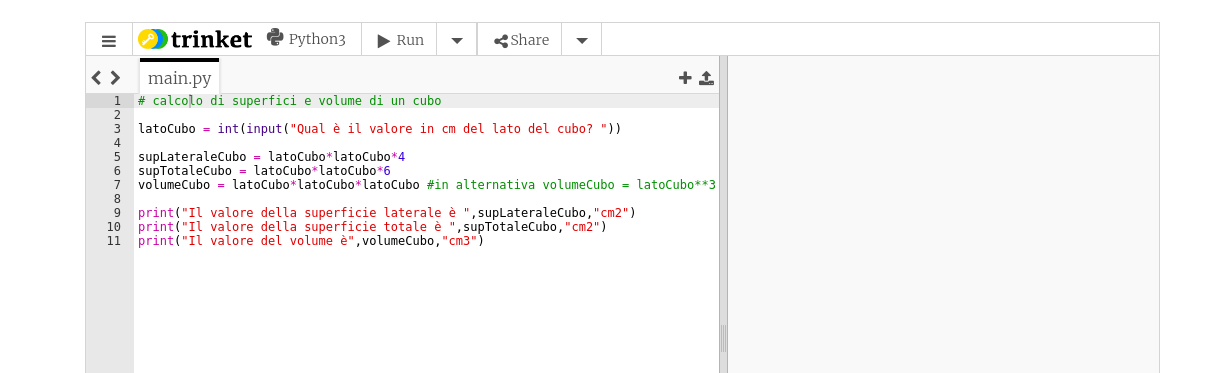 trinket Python3 Run Share
main.py
1 # calcolo di superfici e volume di un cubo
2
3 latoCubo = int(input("Qual è il valore in cm del lato del cubo? "))
4
5 supLateraleCubo = latoCubo*latoCubo*4
6 supTotaleCubo = latoCubo*latoCubo*6
7 volumeCubo = latoCubo*latoCubo*latoCubo #in alternativa volumeCubo = latoCubo**3
8
9 print("Il valore della superficie laterale è ",supLateraleCubo,"cm2")
10 print("Il valore della superficie totale è ",supTotaleCubo,"cm2")
11 print("Il valore del volume è",volumeCubo,"cm3")